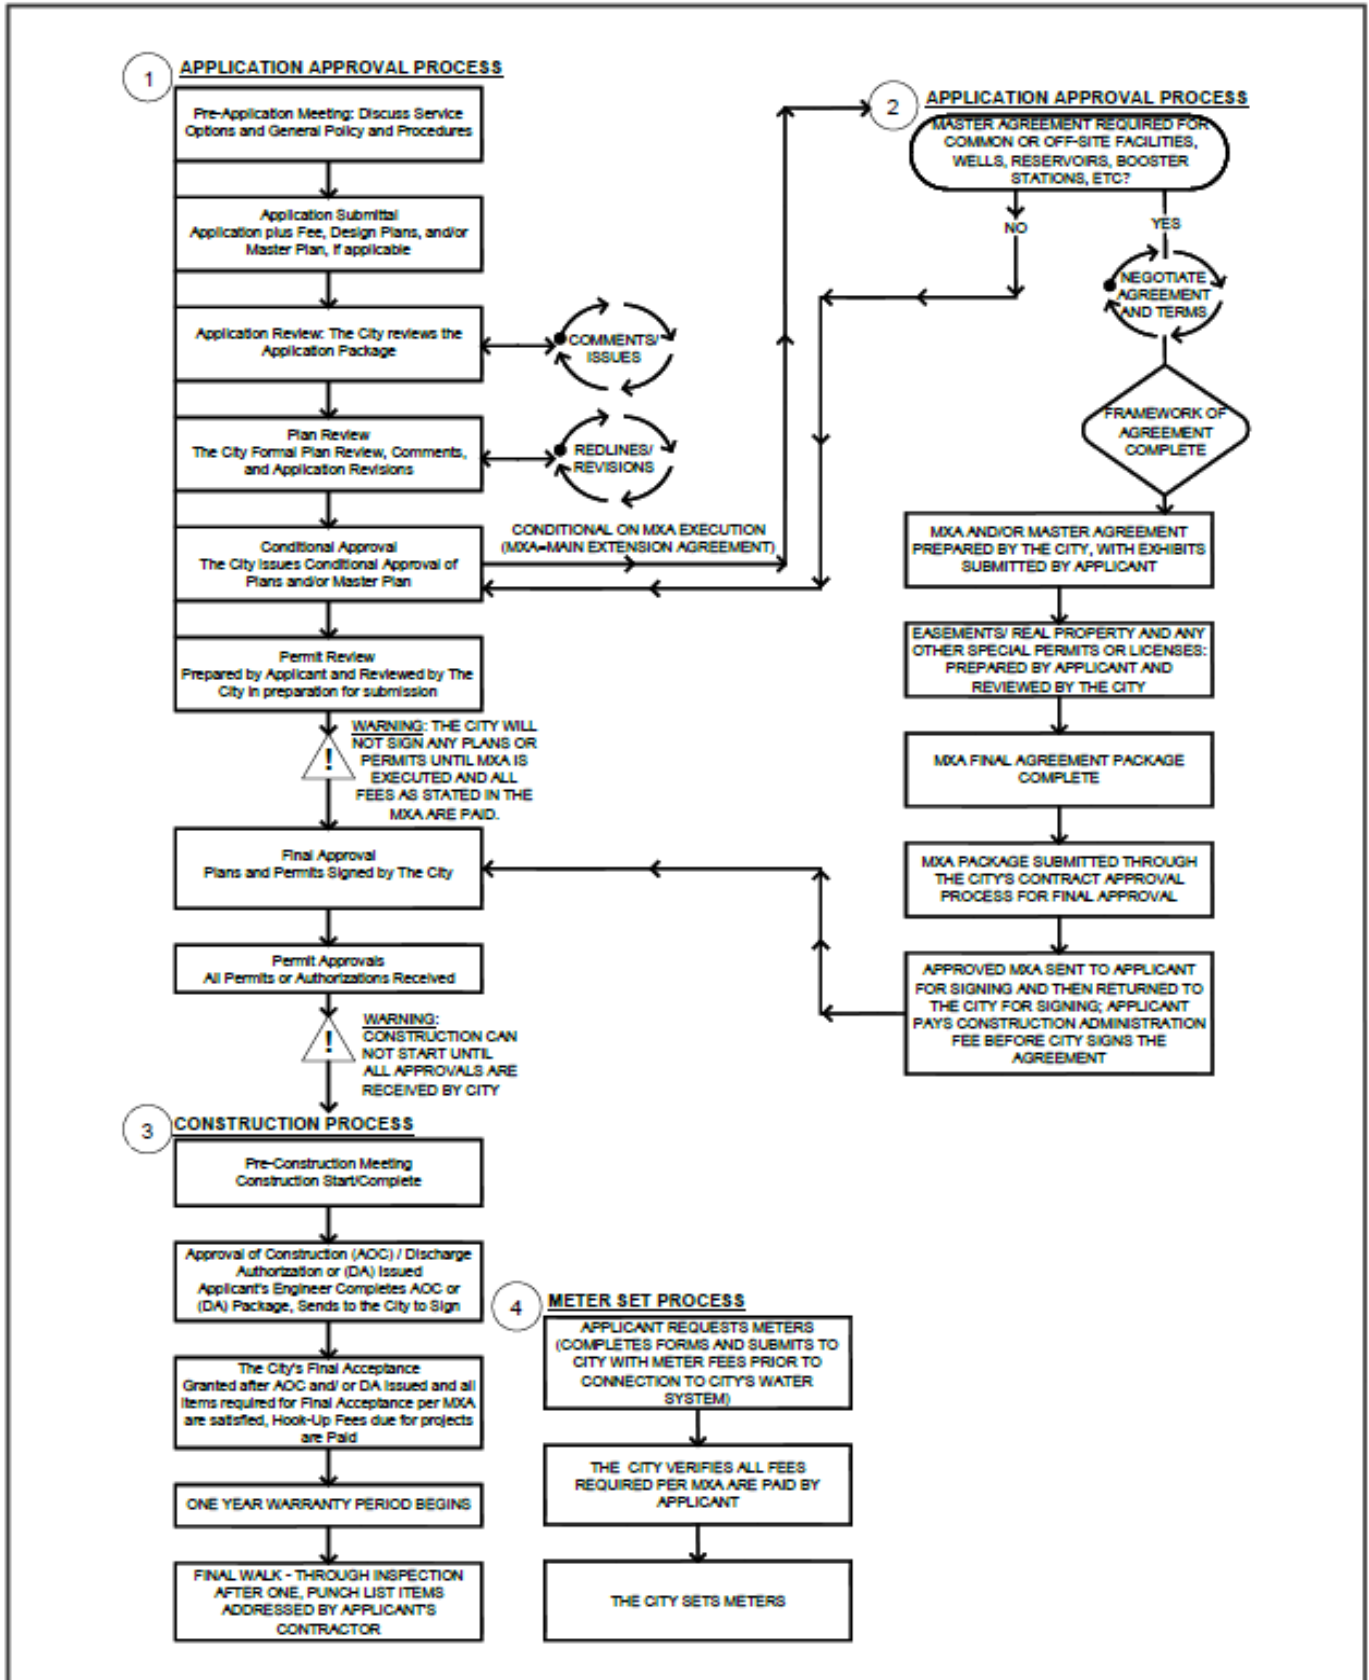 1
APPLICATION APPROVAL PROCESS
Pre-Application Meeting: Discuss Service
Options and General Policy and Procedures
Application Submittal
Application plus Fee, Design Plans, and/or
Master Plan, if applicable
Application Review: The City reviews the
Application Package
COMMENTS/
ISSUES
Plan Review
The City Formal Plan Review, Comments,
and Application Revisions
REDLINES/
REVISIONS
Conditional Approval
The City Issues Conditional Approval of
Plans and/or Master Plan
CONDITIONAL ON MXA EXECUTION
(MXA=MAIN EXTENSION AGREEMENT)
Permit Review
Prepared by Applicant and Reviewed by The
City in preparation for submission
WARNING: THE CITY WILL
NOT SIGN ANY PLANS OR
PERMITS UNTIL MXA IS
EXECUTED AND ALL
FEES AS STATED IN THE
MXA ARE PAID.
!
Final Approval
Plans and Permits Signed by The City
Permit Approvals
All Permits or Authorizations Received
WARNING:
CONSTRUCTION CAN
NOT START UNTIL
ALL APPROVALS ARE
RECEIVED BY CITY
!
2
APPLICATION APPROVAL PROCESS
MASTER AGREEMENT REQUIRED FOR
COMMON OR OFF-SITE FACILITIES,
WELLS, RESERVOIRS, BOOSTER
STATIONS, ETC?
NO
YES
NEGOTIATE
AGREEMENT
AND TERMS
FRAMEWORK OF
AGREEMENT
COMPLETE
MXA AND/OR MASTER AGREEMENT
PREPARED BY THE CITY, WITH EXHIBITS
SUBMITTED BY APPLICANT
EASEMENTS/ REAL PROPERTY AND ANY
OTHER SPECIAL PERMITS OR LICENSES:
PREPARED BY APPLICANT AND
REVIEWED BY THE CITY
MXA FINAL AGREEMENT PACKAGE
COMPLETE
MXA PACKAGE SUBMITTED THROUGH
THE CITY'S CONTRACT APPROVAL
PROCESS FOR FINAL APPROVAL
APPROVED MXA SENT TO APPLICANT
FOR SIGNING AND THEN RETURNED TO
THE CITY FOR SIGNING; APPLICANT
PAYS CONSTRUCTION ADMINISTRATION
FEE BEFORE CITY SIGNS THE
AGREEMENT
3
CONSTRUCTION PROCESS
Pre-Construction Meeting
Construction Start/Complete
Approval of Construction (AOC) / Discharge
Authorization or (DA) Issued
Applicant's Engineer Completes AOC or
(DA) Package, Sends to the City to Sign
The City's Final Acceptance
Granted after AOC and/ or DA Issued and all
items required for Final Acceptance per MXA
are satisfied, Hook-Up Fees due for projects
are Paid
ONE YEAR WARRANTY PERIOD BEGINS
FINAL WALK - THROUGH INSPECTION
AFTER ONE, PUNCH LIST ITEMS
ADDRESSED BY APPLICANT'S
CONTRACTOR
4
METER SET PROCESS
APPLICANT REQUESTS METERS
(COMPLETES FORMS AND SUBMITS TO
CITY WITH METER FEES PRIOR TO
CONNECTION TO CITY'S WATER
SYSTEM)
THE CITY VERIFIES ALL FEES
REQUIRED PER MXA ARE PAID BY
APPLICANT
THE CITY SETS METERS